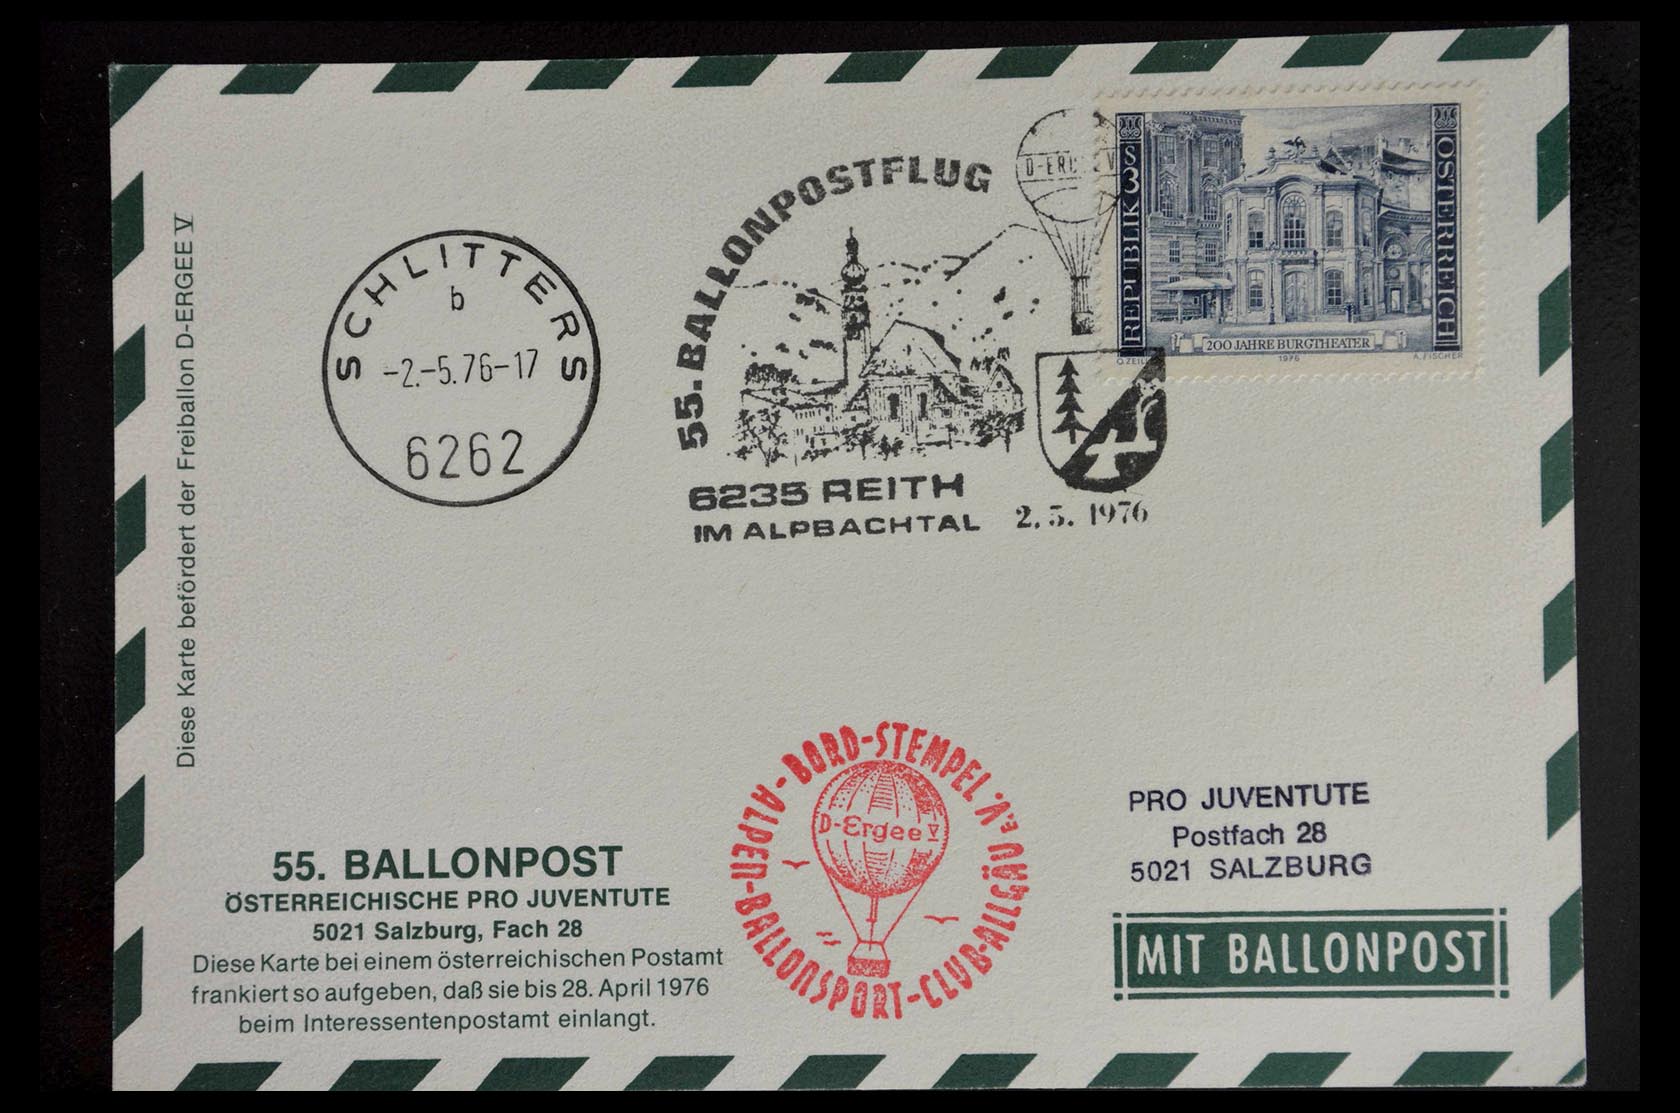 Diese Karte befördert der Freiballon D-ERGEE V
SCHLITTERS
b
-2.-5.76-17
6262
55. BALLONPOSTFLUG
6235 REITH
IM ALPBACHTAL
2. 5. 1976
REPUBLIK S3
ÖSTERREICH
200 JAHRE BURGTHEATER
1976
A. FISCHER
ALPEN-BALLONSPORT-CLUB-ALLGÄU e.V.
BORD-STEMPEL
D-Ergee V
PRO JUVENTUTE
Postfach 28
5021 SALZBURG
MIT BALLONPOST
55. BALLONPOST
ÖSTERREICHISCHE PRO JUVENTUTE
5021 Salzburg, Fach 28
Diese Karte bei einem österreichischen Postamt
frankiert so aufgeben, daß sie bis 28. April 1976
beim Interessentenpostamt einlangt.